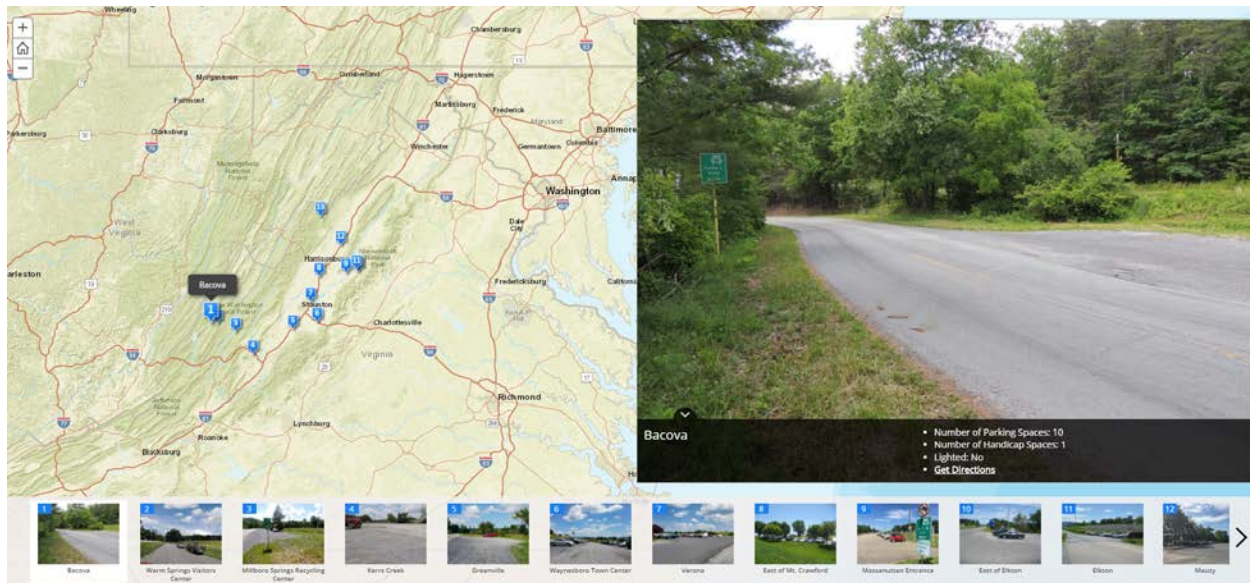 Chambersburg
Morgantown
Cumberland
Hagerstown
Fairmont
Martinsburg
Frederick
Maryland
Parkersburg
Clarksburg
Baltimore
Winchester
Germantown
Columbia
Washington
West
Virginia
Dale
City
Harrisonburg
Bacova
Staunton
Fredericksburg
Charlottesville
Virginia
Richmond
Lynchburg
Roanoke
Blacksburg
Bacova
Number of Parking Spaces: 10
Number of Handicap Spaces: 1
Lighted: No
Get Directions
1
2
3
4
5
6
7
8
9
10
11
12
Bacova
Warm Springs Visitors
Center
Millboro Springs Recycling
Center
Kerrs Creek
Greenville
Waynesboro Town Center
Verona
East of Mt. Crawford
Massanutten Entrance
East of Elkton
Elkton
Mauzy